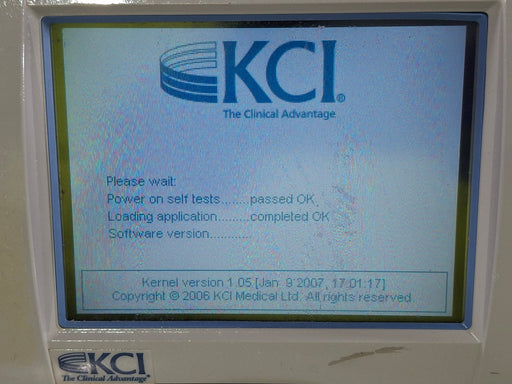 KCI®
The Clinical Advantage
Please wait:
Power on self tests.......passed OK
Loading application.........completed OK
Software version............
Kernel version 1.05 [Jan 9 2007, 17:01:17]
Copyright © 2006 KCI Medical Ltd. All rights reserved
KCI
The Clinical Advantage®